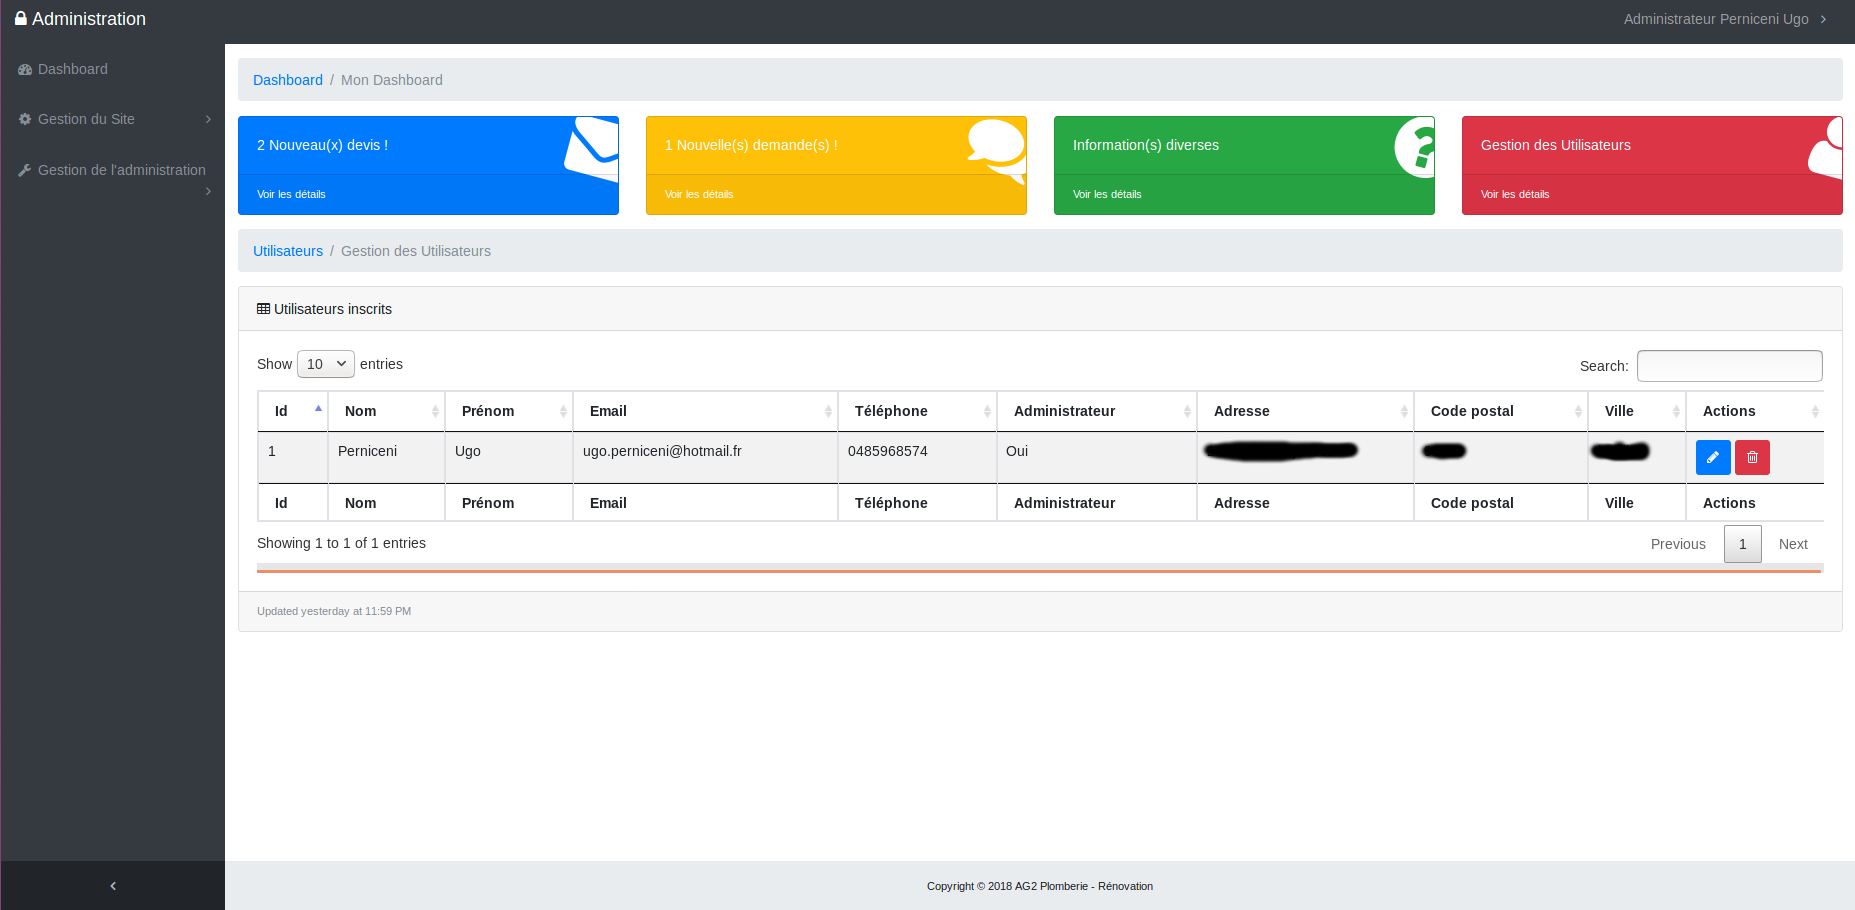 Administration
Administrateur Perniceni Ugo
Dashboard
Gestion du Site
Gestion de l'administration
Dashboard / Mon Dashboard
2 Nouveau(x) devis !
Voir les détails
1 Nouvelle(s) demande(s) !
Voir les détails
Information(s) diverses
Voir les détails
Gestion des Utilisateurs
Voir les détails
Utilisateurs / Gestion des Utilisateurs
Utilisateurs inscrits
Show 10 entries
Search:
Id Nom Prénom Email Téléphone Administrateur Adresse Code postal Ville Actions
1 Perniceni Ugo ugo.perniceni@hotmail.fr 0485968574 Oui
Id Nom Prénom Email Téléphone Administrateur Adresse Code postal Ville Actions
Showing 1 to 1 of 1 entries
Previous 1 Next
Updated yesterday at 11:59 PM
Copyright © 2018 AG2 Plomberie - Rénovation